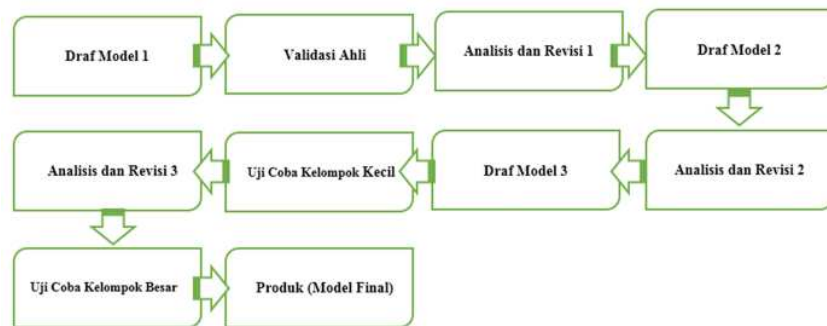 Draf Model 1
Validasi Ahli
Analisis dan Revisi 1
Draf Model 2
Analisis dan Revisi 2
Draf Model 3
Uji Coba Kelompok Kecil
Analisis dan Revisi 3
Uji Coba Kelompok Besar
Produk (Model Final)